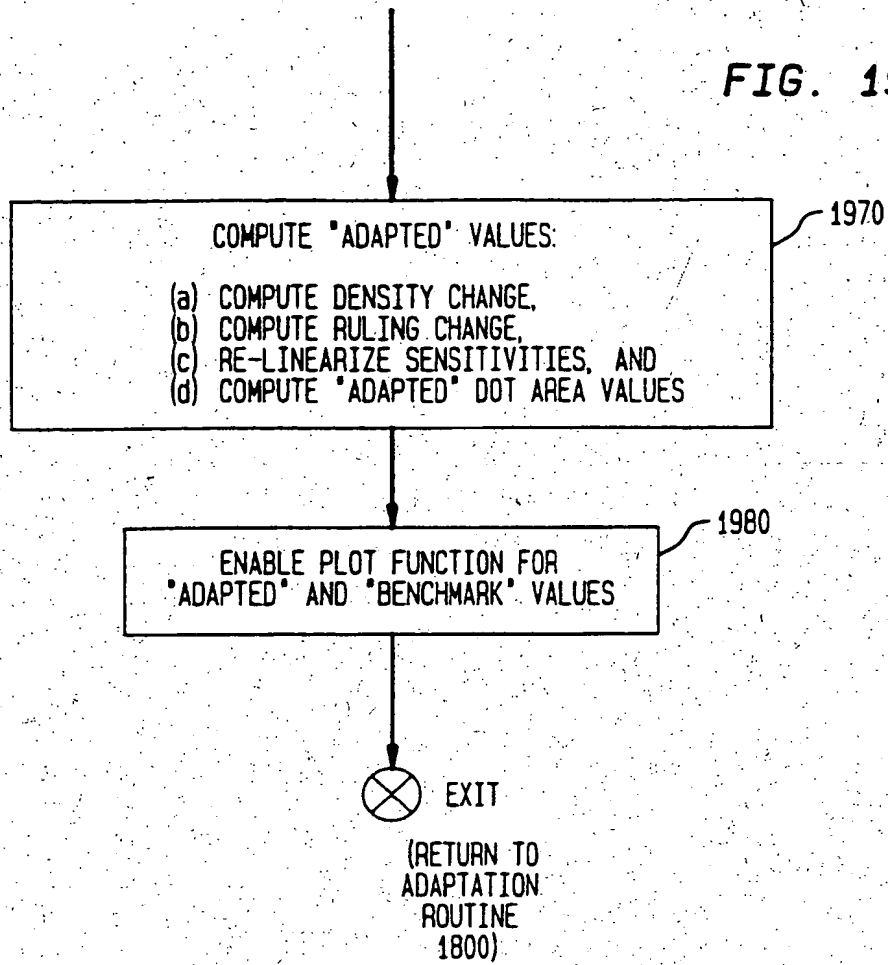 FIG. 1
1970
COMPUTE "ADAPTED" VALUES:
(a) COMPUTE DENSITY CHANGE,
(b) COMPUTE RULING CHANGE,
(c) RE-LINEARIZE SENSITIVITIES, AND
(d) COMPUTE "ADAPTED" DOT AREA VALUES
1980
ENABLE PLOT FUNCTION FOR
"ADAPTED" AND "BENCHMARK" VALUES
EXIT
(RETURN TO
ADAPTATION
ROUTINE
1800)